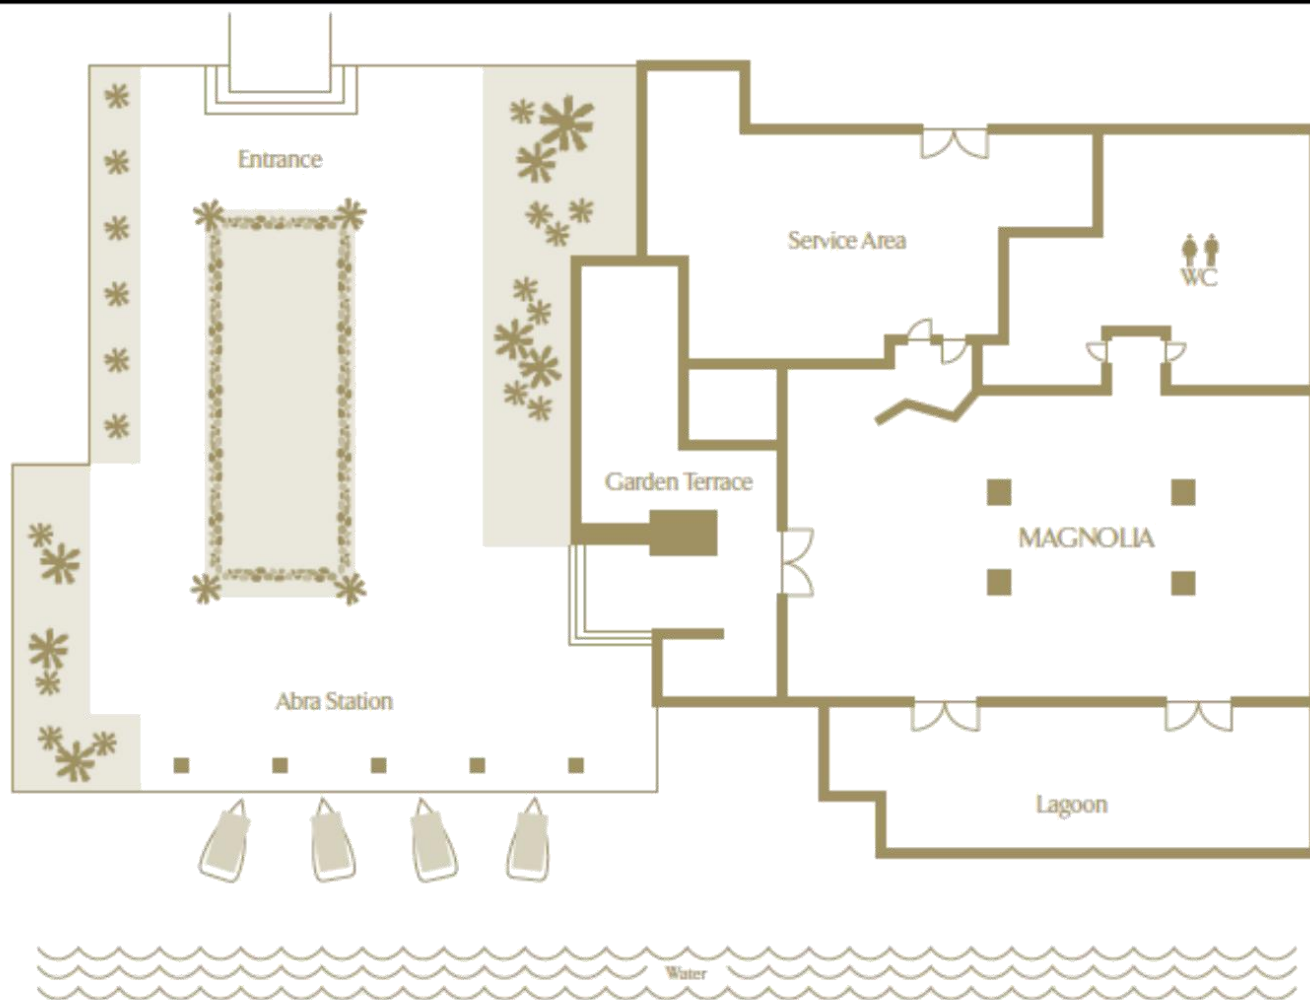 Entrance
Service Area
WC
Garden Terrace
MAGNOLIA
Abra Station
Lagoon
Water